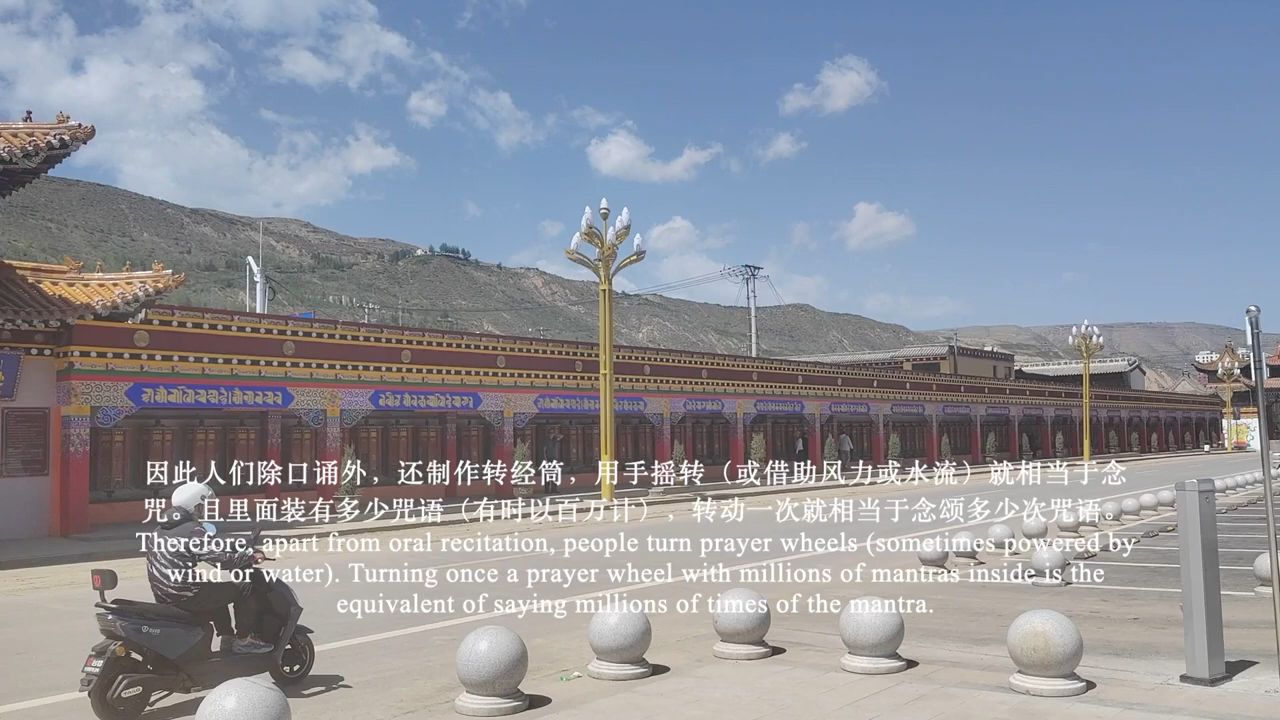 因此人们除口诵外，还制作转经筒，用手摇转（或借助风力或水流）就相当于念
咒。且里面装有多少咒语（有时以百万计），转动一次就相当于念颂多少次咒语。
Therefore, apart from oral recitation, people turn prayer wheels (sometimes powered by
wind or water). Turning once a prayer wheel with millions of mantras inside is the
equivalent of saying millions of times of the mantra.